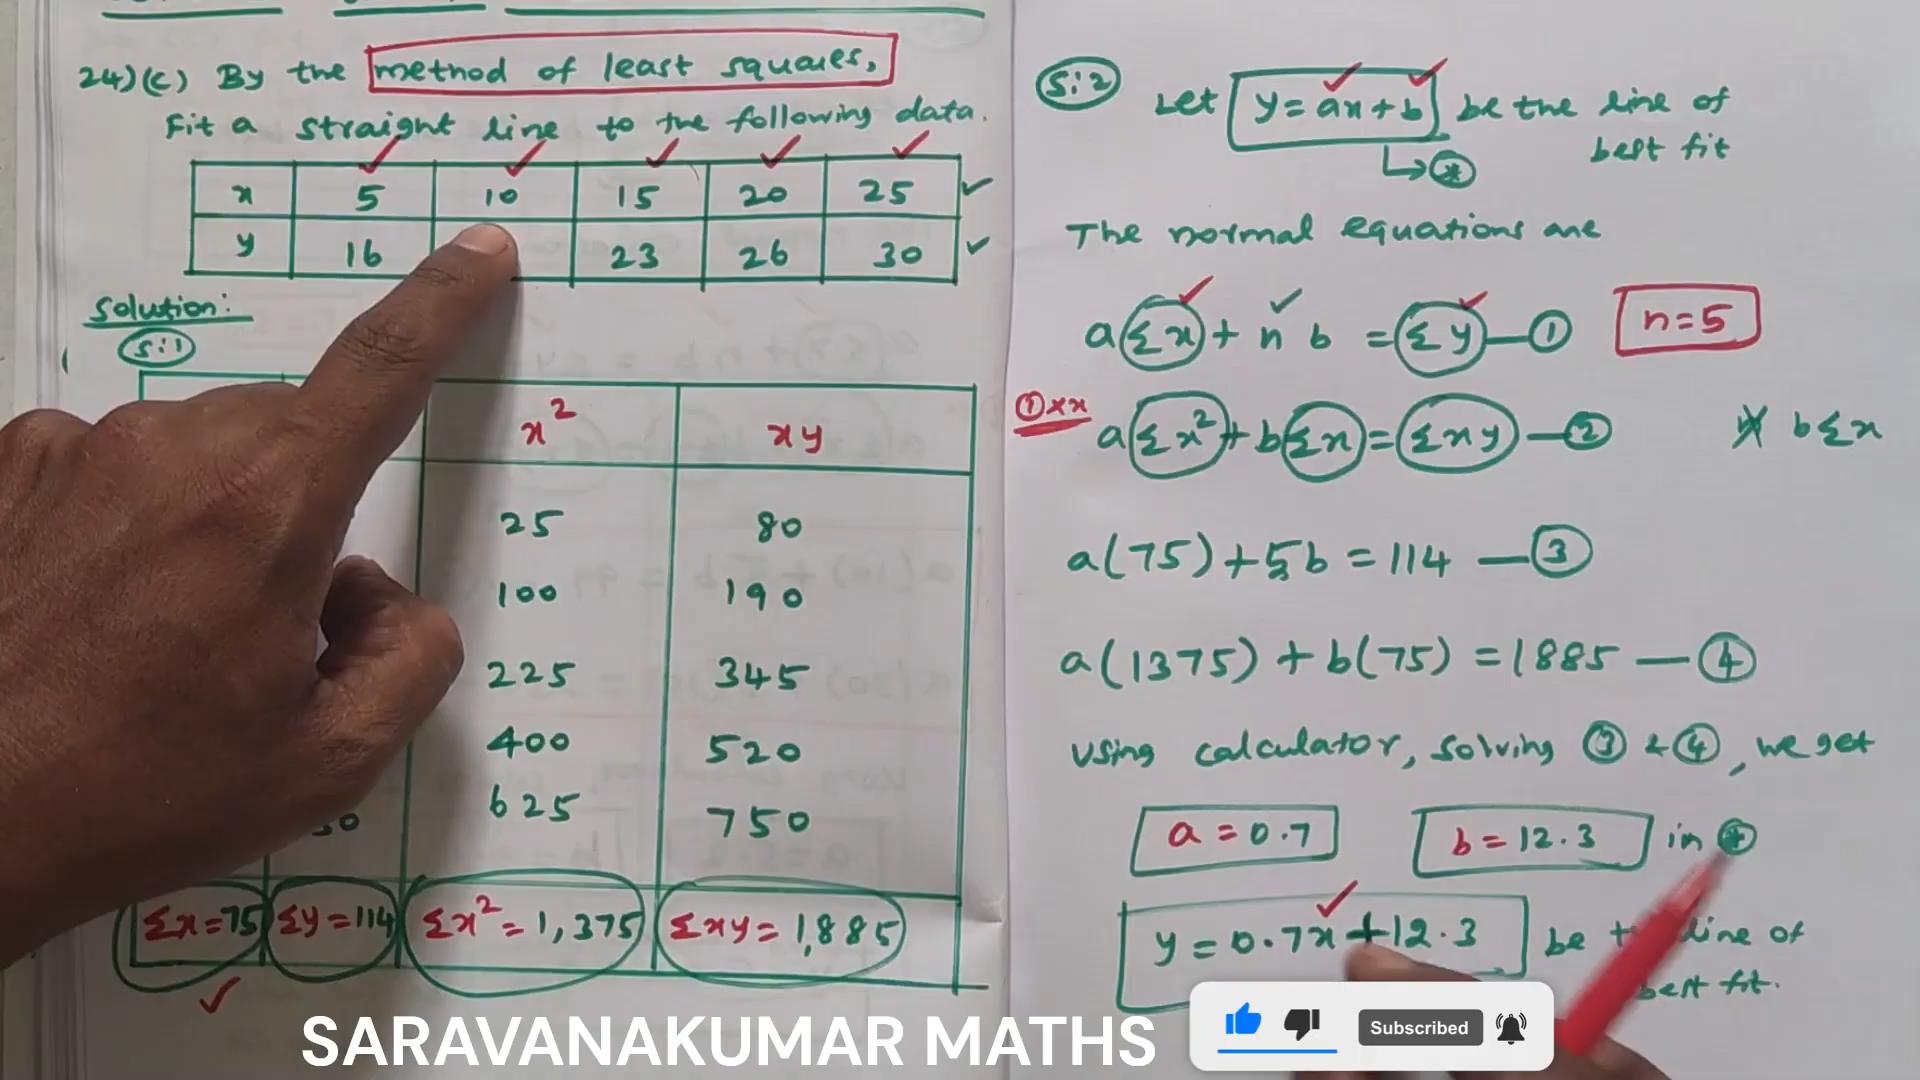 24)(c) By the method of least squares,
Fit a straight line to the following data.
x 5 10 15 20 25
y 16 23 26 30
Solution:
S:1
x² xy
25 80
100 190
225 345
400 520
625 750
Σx=75 Σy=114 Σx²=1,375 Σxy=1,885
S:2
Let y=ax+b be the line of
best fit
The normal equations are
aΣx + nb = Σy — ① n=5
①×x aΣx² + bΣx = Σxy — ② bΣx
a(75)+5b=114 — ③
a(1375) + b(75) = 1885 — ④
Using calculator, solving ③ & ④, we get
a = 0.7 b = 12.3 in
y = 0.7x + 12.3 be line of
best fit.
SARAVANAKUMAR MATHS
Subscribed